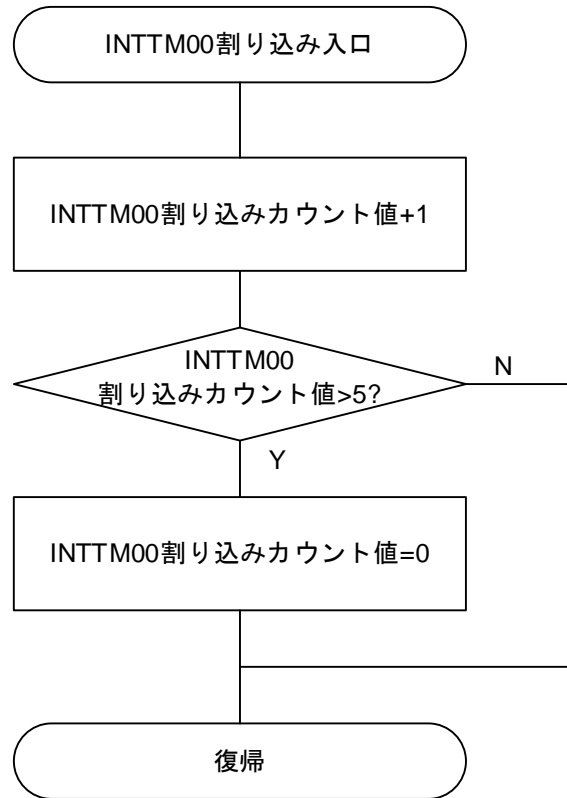 INTTM00割り込み入口
INTTM00割り込みカウント値+1
INTTM00
割り込みカウント値>5?
N
Y
INTTM00割り込みカウント値=0
復帰